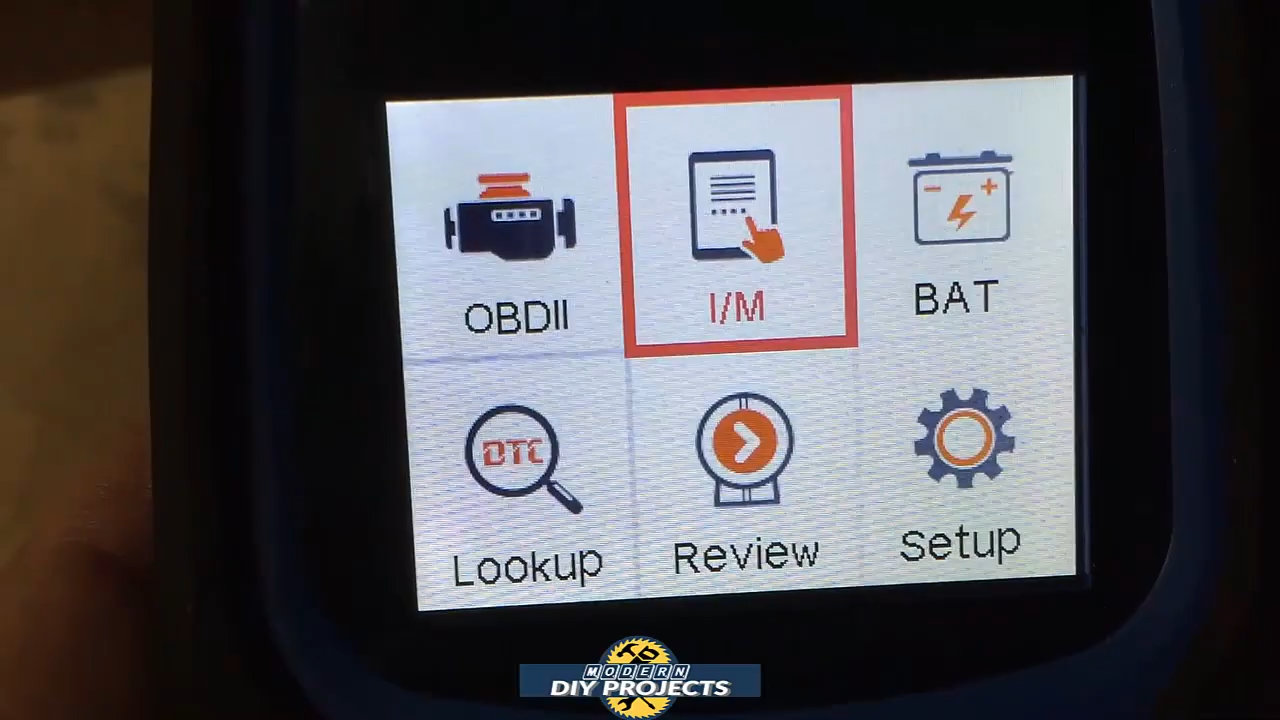 OBDII
I/M
BAT
DTC
Lookup
Review
Setup
MODERN
DIY PROJECTS